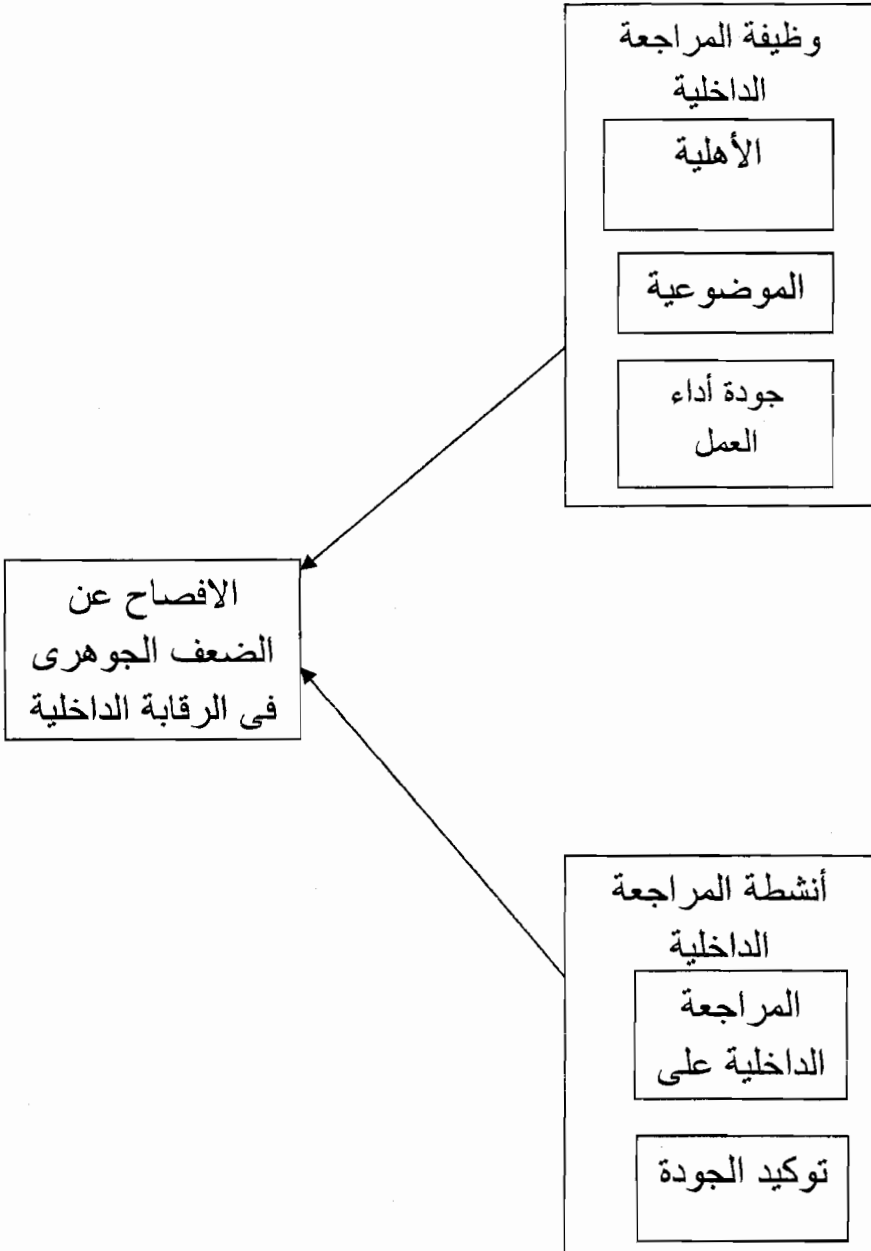 وظيفة المراجعة
الداخلية
الأهلية
الموضوعية
جودة أداء
العمل
الافصاح عن
الضعف الجوهرى
فى الرقابة الداخلية
أنشطة المراجعة
الداخلية
المراجعة
الداخلية على
توكيد الجودة